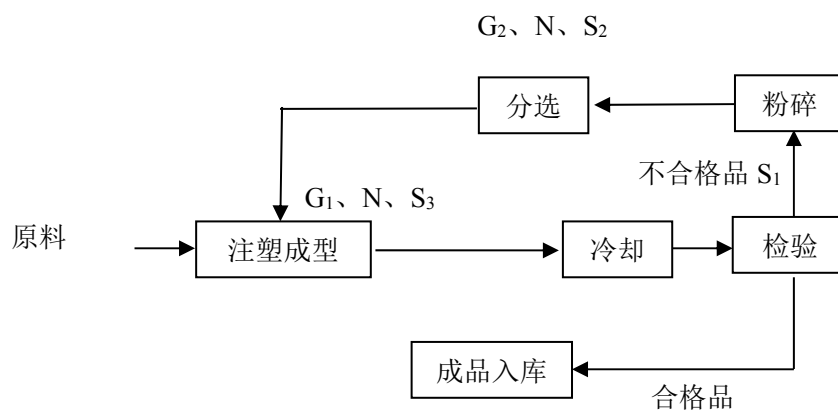 G₂、N、S₂
分选
粉碎
不合格品 S₁
G₁、N、S₃
原料
注塑成型
冷却
检验
成品入库
合格品